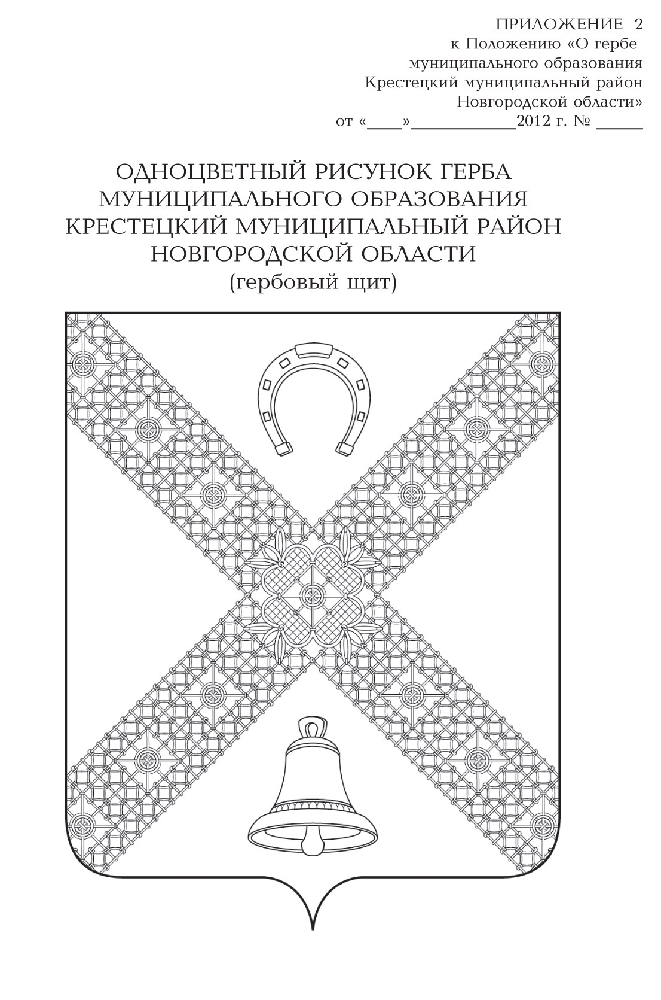 ПРИЛОЖЕНИЕ 2
к Положению «О гербе
муниципального образования
Крестецкий муниципальный район
Новгородской области»
от «____»____________2012 г. № _____
ОДНОЦВЕТНЫЙ РИСУНОК ГЕРБА
МУНИЦИПАЛЬНОГО ОБРАЗОВАНИЯ
КРЕСТЕЦКИЙ МУНИЦИПАЛЬНЫЙ РАЙОН
НОВГОРОДСКОЙ ОБЛАСТИ
(гербовый щит)